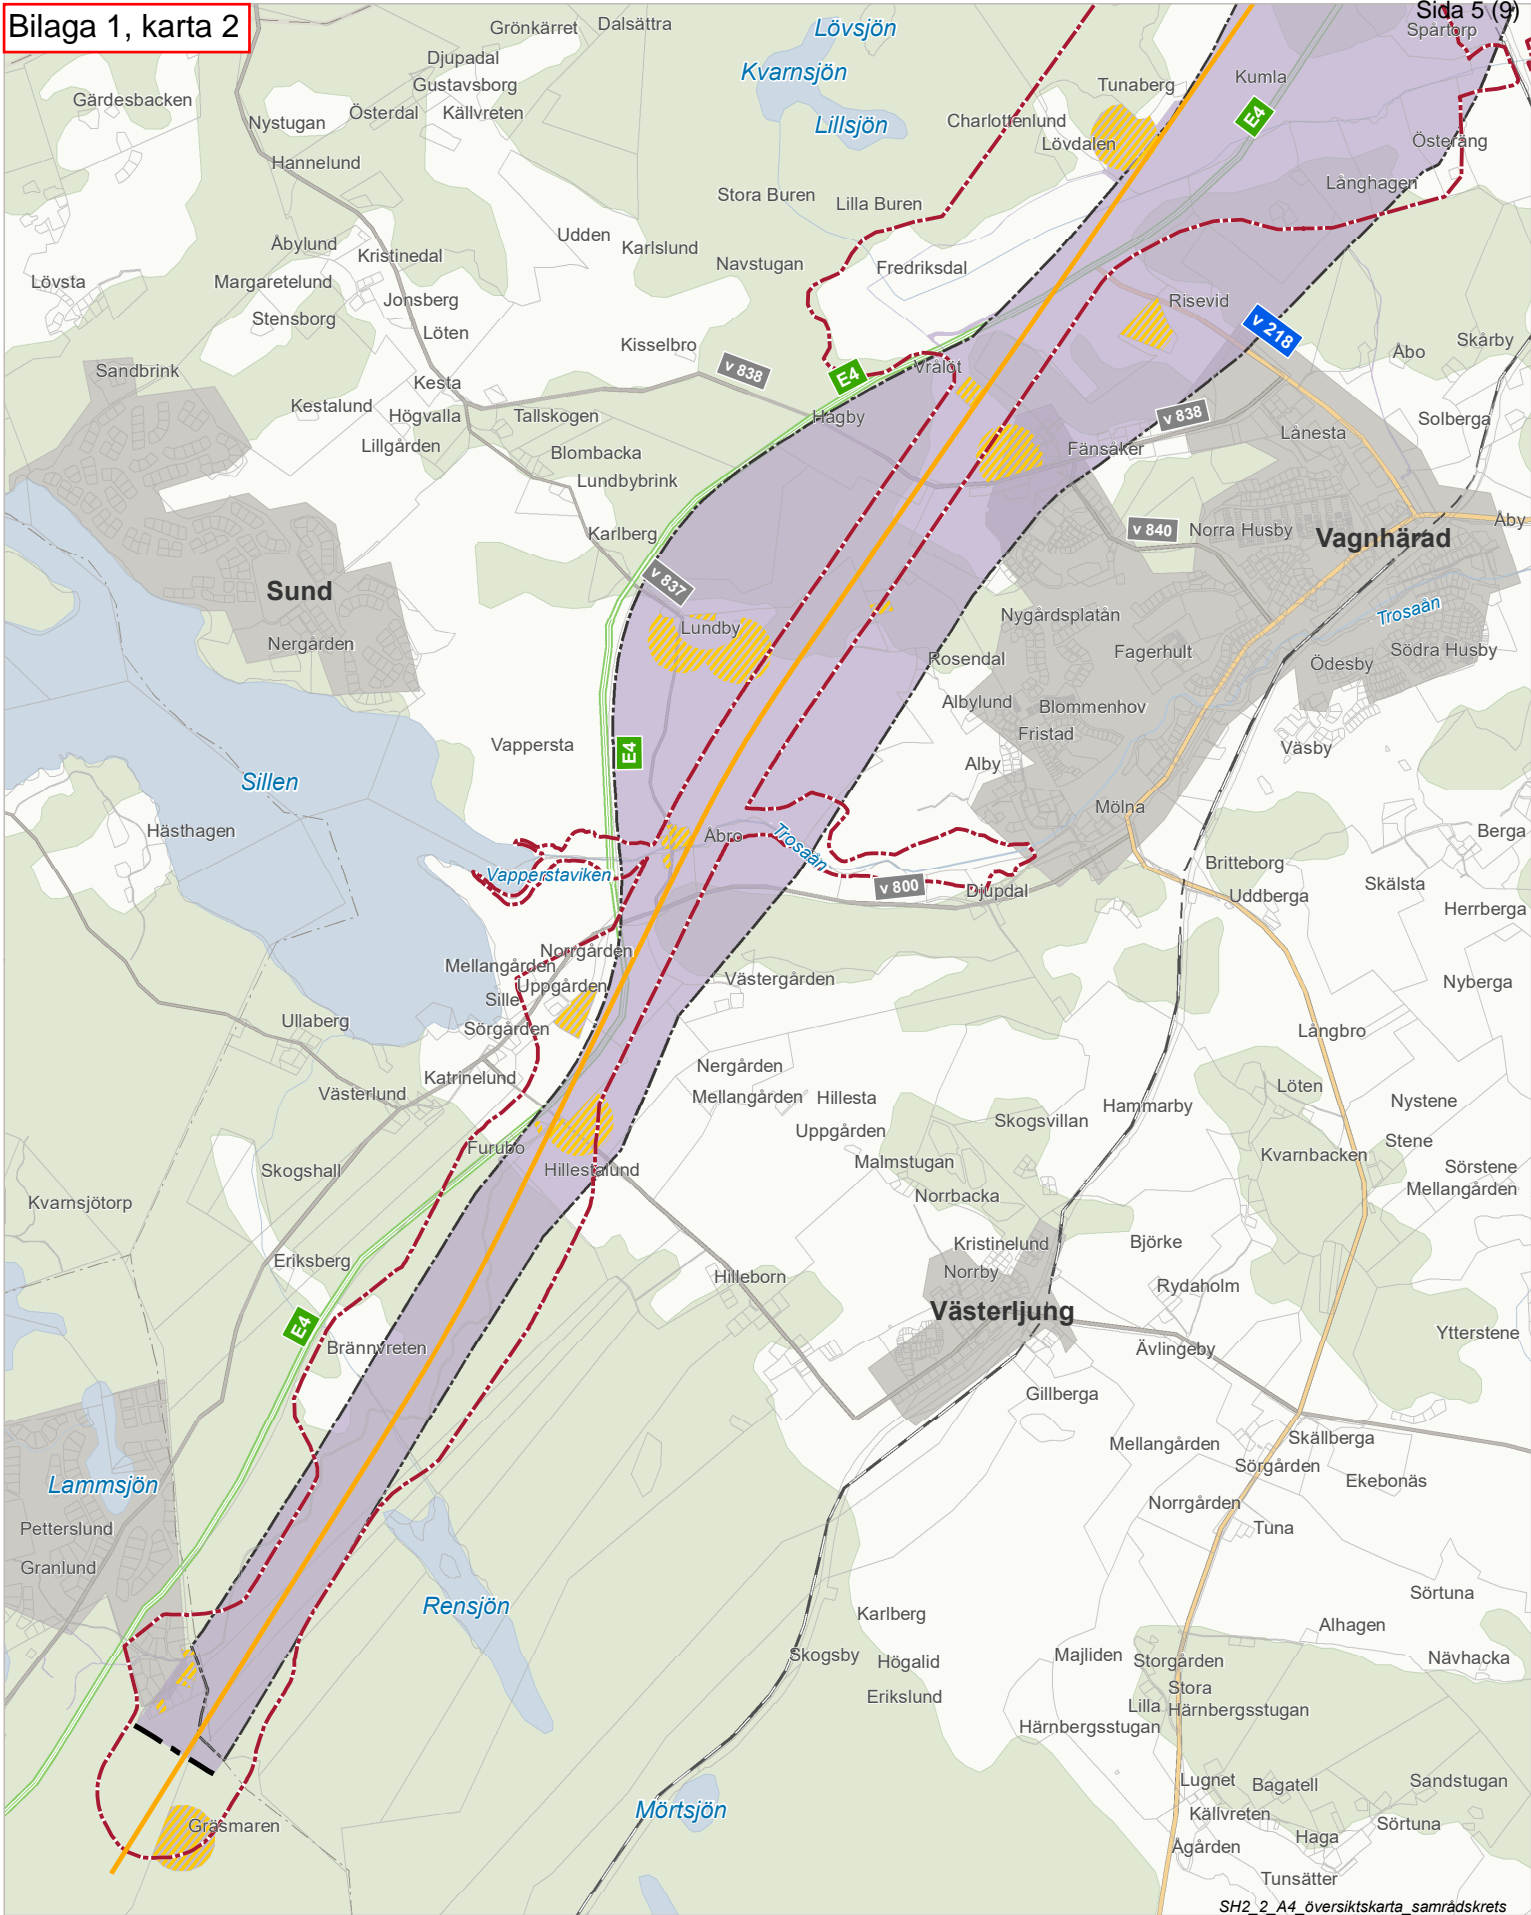 Bilaga 1, karta 2
Sida 5 (9)
Grönkärret
Dalsättra
Lövsjön
Spårtorp
Djupadal
Kvarnsjön
Tunaberg
Kumla
Gustavsborg
Gärdesbacken
Österdal
Källvreten
Nystugan
Lillsjön
Charlottenlund
E4
Lövdalen
Österäng
Hannelund
Långhagen
Stora Buren
Lilla Buren
Åbylund
Kristinedal
Udden
Karlslund
Navstugan
Fredriksdal
Lövsta
Margaretelund
Jonsberg
Risevid
Stensborg
Löten
v 218
Kisselbro
Skårby
Åbo
Sandbrink
v 838
E4
Vrålöt
Kesta
Kestalund
Högvalla
Tallskogen
Hagby
v 838
Solberga
Lånesta
Lillgården
Blombacka
Fänsåker
Lundbybrink
Karlberg
v 840
Norra Husby
Vagnhärad
Åby
v 837
Sund
Trosaån
Nygårdsplatån
Lundby
Nergården
Rosendal
Fagerhult
Södra Husby
Ödesby
Albylund
Blommenhov
Fristad
Vappersta
E4
Väsby
Alby
Sillen
Mölna
Hästhagen
Åbro
Trosaån
Berga
Britteborg
Vapperstaviken
v 800
Djupdal
Uddberga
Skälsta
Herrberga
Norrgården
Mellangården
Västergården
Uppgården
Nyberga
Sille
Ullaberg
Sörgården
Långbro
Nergården
Katrinelund
Löten
Västerlund
Mellangården
Hillesta
Hammarby
Nystene
Skogsvillan
Uppgården
Stene
Furubo
Hillestalund
Malmstugan
Kvarnbacken
Skogshall
Sörstene
Norrbacka
Mellangården
Kvarnsjötorp
Kristinelund
Björke
Eriksberg
Norrby
Hilleborn
Rydaholm
Västerljung
E4
Ytterstene
Brännvreten
Ävlingeby
Gillberga
Mellangården
Skällberga
Sörgården
Lammsjön
Ekebonäs
Norrgården
Petterslund
Tuna
Granlund
Rensjön
Sörtuna
Karlberg
Alhagen
Skogsby
Högalid
Majliden
Storgården
Nävhacka
Stora
Erikslund
Lilla
Härnbergsstugan
Härnbergsstugan
Mörtsjön
Lugnet
Bagatell
Sandstugan
Källvreten
Gräsmaren
Sörtuna
Haga
Ågården
Tunsätter
SH2_2_A4_översiktskarta_samrådskrets